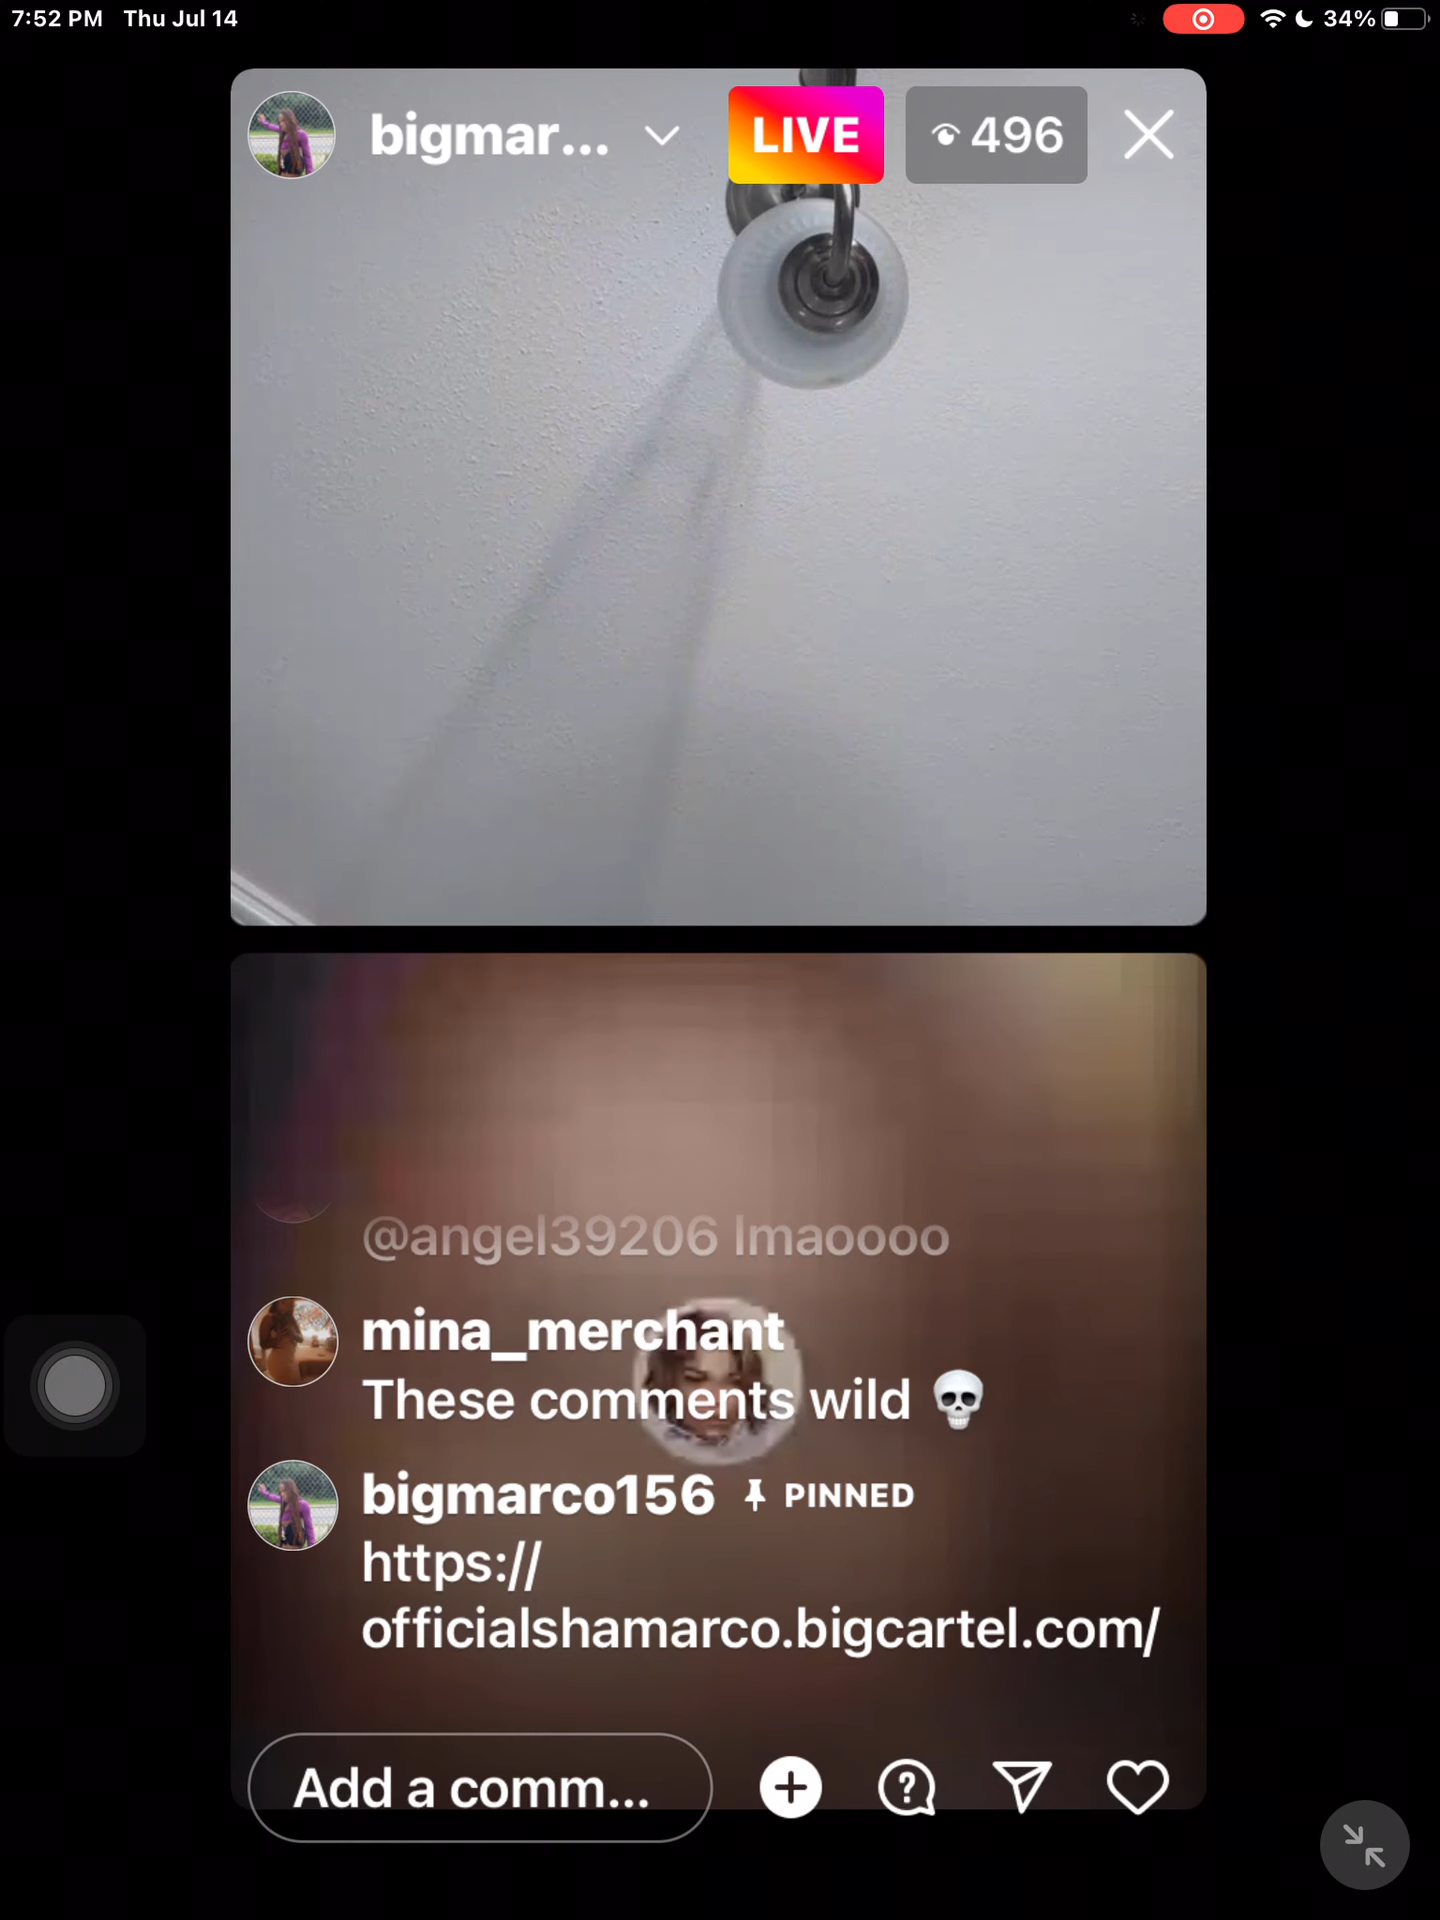 7:52 PM Thu Jul 14
34%
bigmar...
LIVE
496
@angel39206 lmaoooo
mina_merchant
These comments wild 💀
bigmarco156 PINNED
https://
officialshamarco.bigcartel.com/
Add a comm...